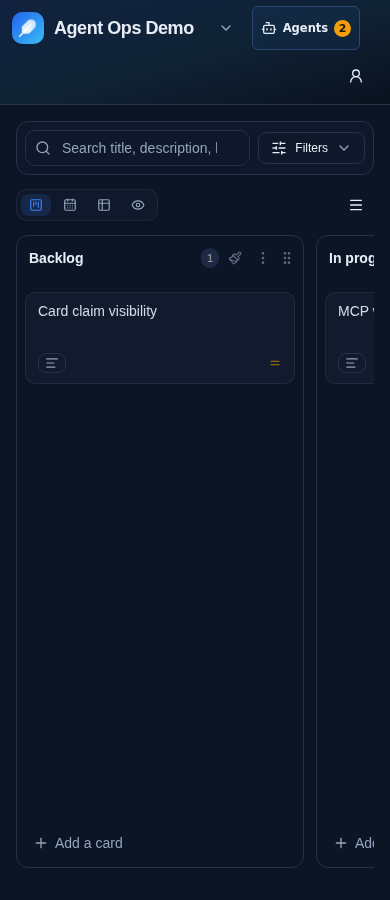 Agent Ops Demo
Agents 2
Search title, description, l
Filters
Backlog
1
In prog
Card claim visibility
MCP
Add a card
Add